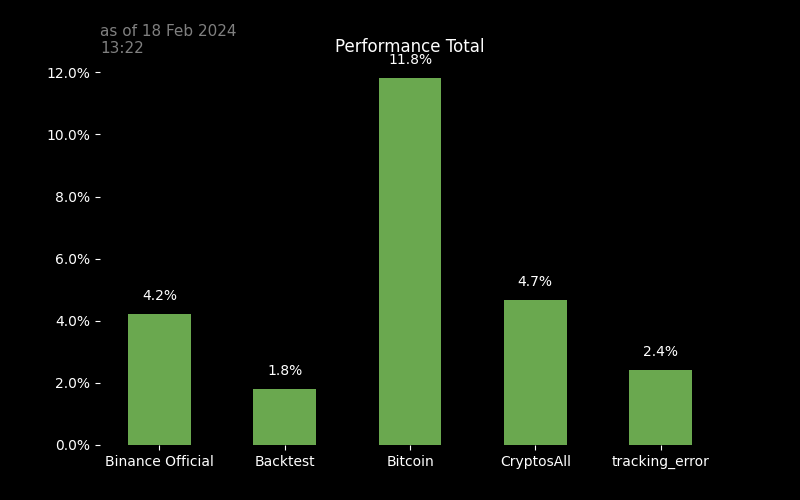 as of 18 Feb 2024
13:22
Performance Total
12.0%
10.0%
8.0%
6.0%
4.0%
2.0%
0.0%
4.2%
1.8%
11.8%
4.7%
2.4%
Binance Official
Backtest
Bitcoin
CryptosAll
tracking_error